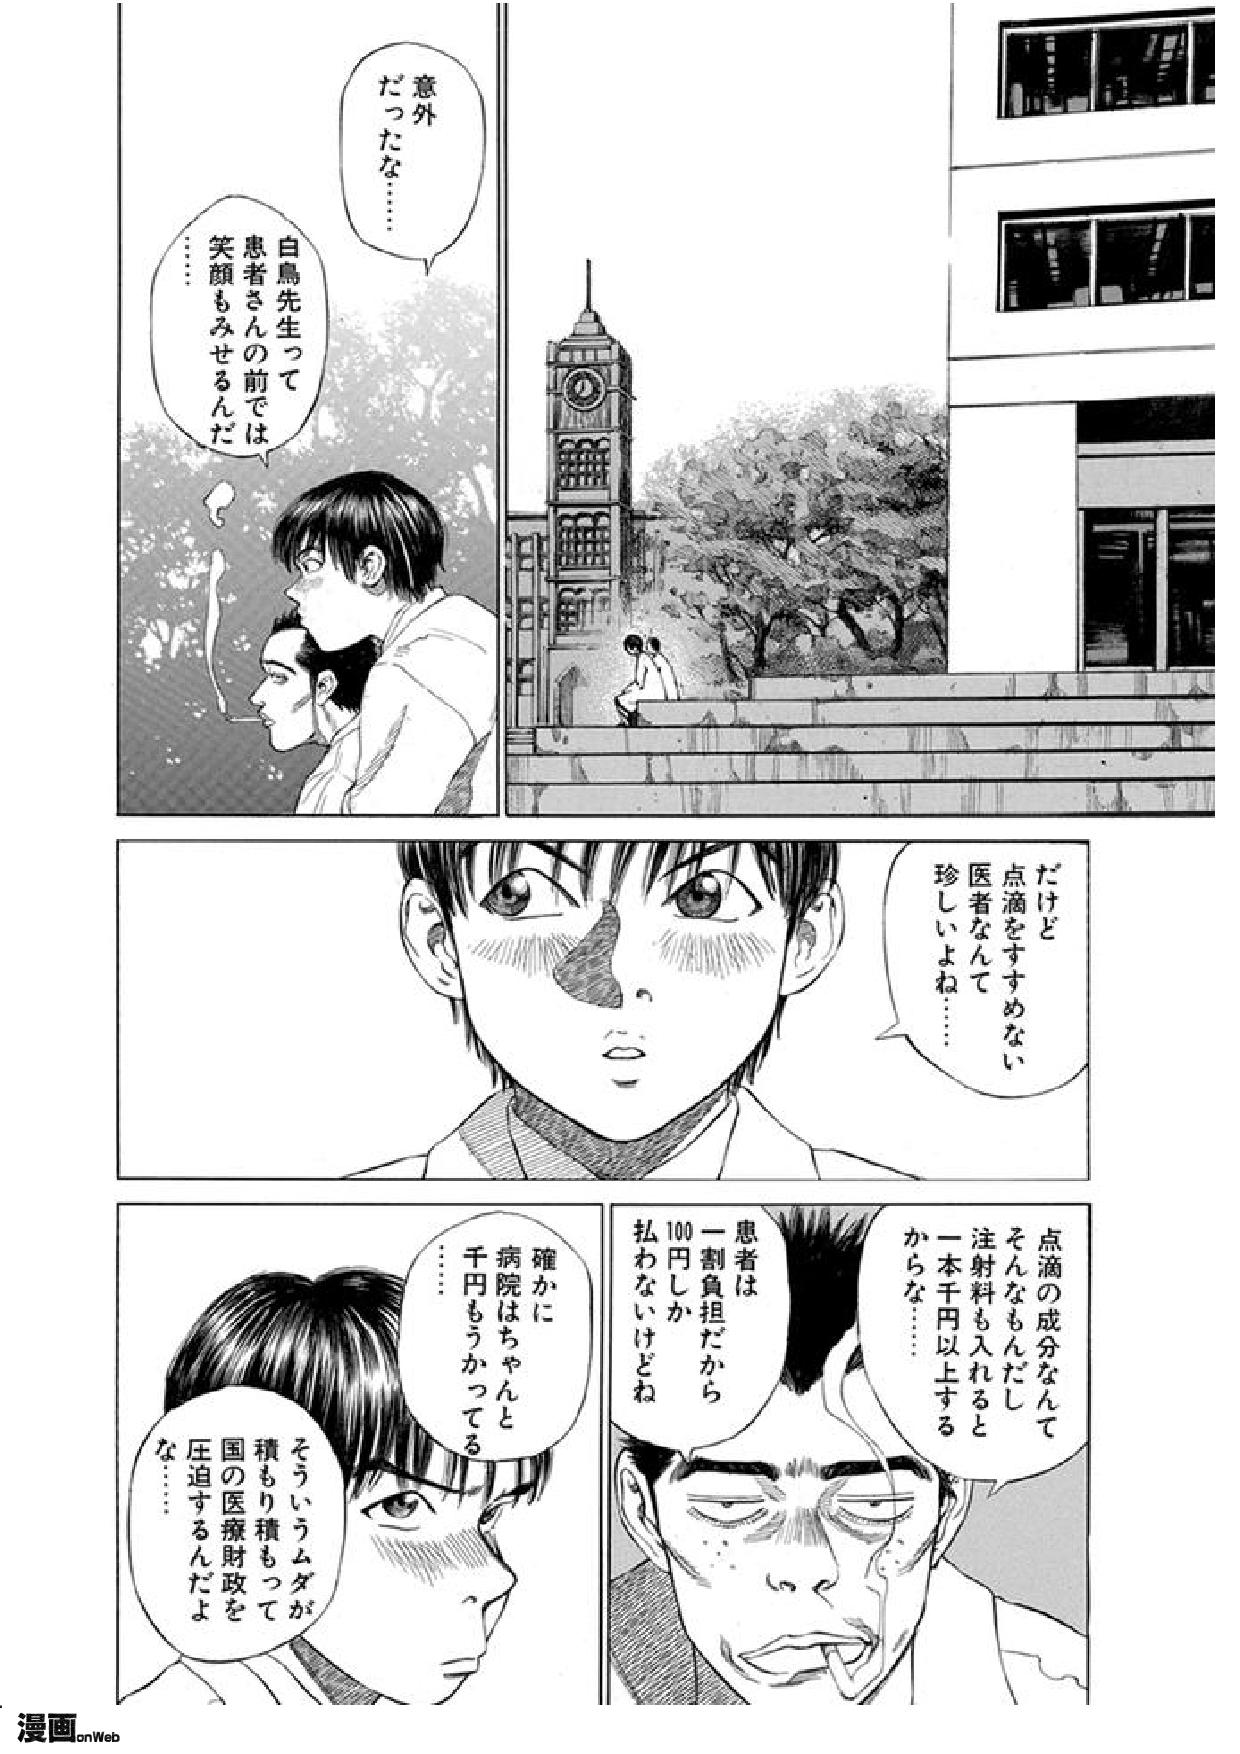 意外
だったな……
白鳥先生って
患者さんの前では
笑顔もみせるんだ
……
だけど
点滴をすすめない
医者なんて
珍しいよね……
点滴の成分なんて
そんなもんだし
注射料も入れると
一本千円以上する
からな……
患者は
一割負担だから
100円しか
払わないけどね
確かに
病院はちゃんと
千円もうかってる
……
そういうムダが
積もり積もって
国の医療財政を
圧迫するんだよ
な……
漫画onWeb